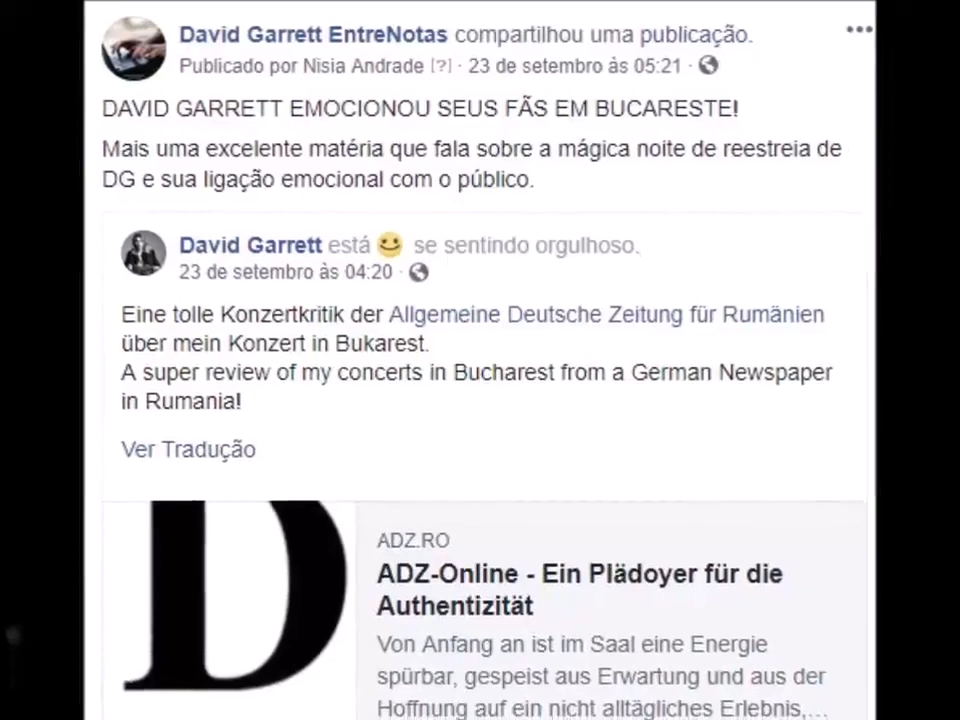 David Garrett EntreNotas compartilhou uma publicação.
Publicado por Nisia Andrade [?] · 23 de setembro às 05:21 ·
DAVID GARRETT EMOCIONOU SEUS FÃS EM BUCARESTE!
Mais uma excelente matéria que fala sobre a mágica noite de reestreia de
DG e sua ligação emocional com o público.
David Garrett está se sentindo orgulhoso.
23 de setembro às 04:20 ·
Eine tolle Konzertkritik der Allgemeine Deutsche Zeitung für Rumänien
über mein Konzert in Bukarest.
A super review of my concerts in Bucharest from a German Newspaper
in Rumania!
Ver Tradução
D
ADZ.RO
ADZ-Online - Ein Plädoyer für die
Authentizität
Von Anfang an ist im Saal eine Energie
spürbar, gespeist aus Erwartung und aus der
Hoffnung auf ein nicht alltägliches Erlebnis,...